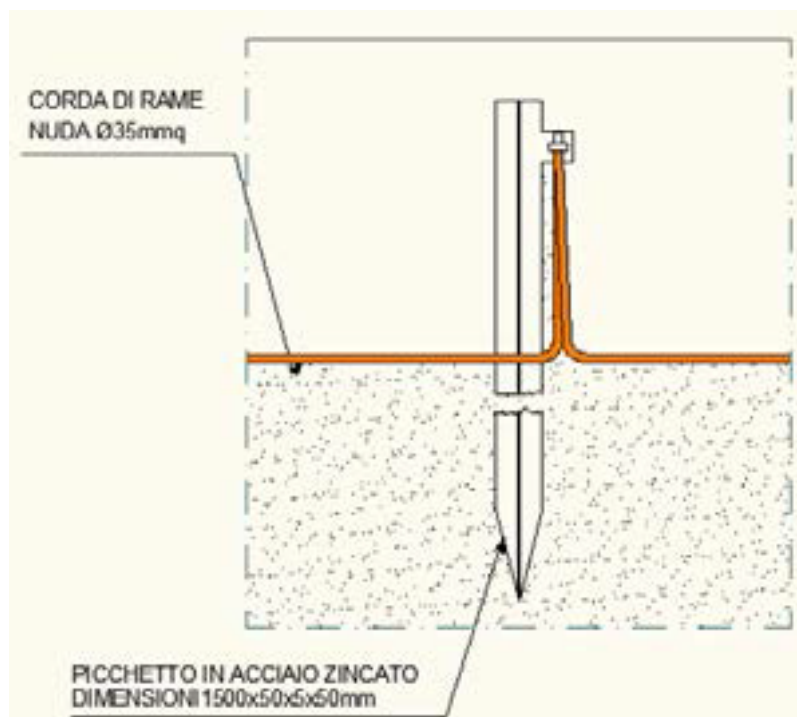 CORDA DI RAME
NUDA Ø35mmq
PICCHETTO IN ACCIAIO ZINCATO
DIMENSIONI 1500x50x5x50mm